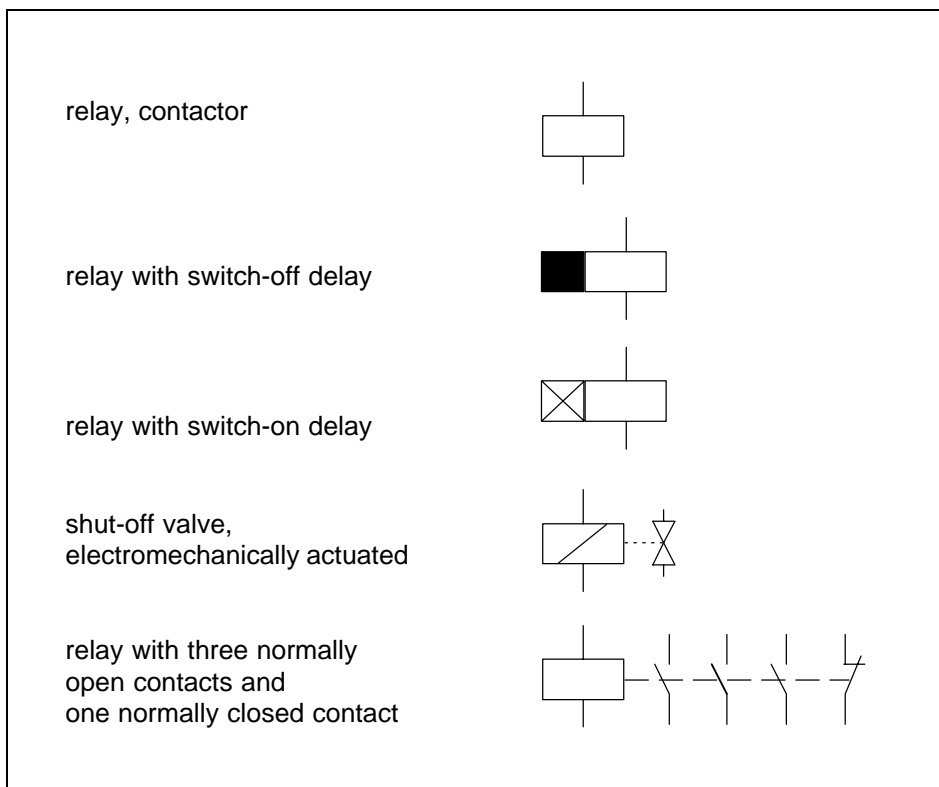 relay, contactor
relay with switch-off delay
relay with switch-on delay
shut-off valve,
electromechanically actuated
relay with three normally
open contacts and
one normally closed contact